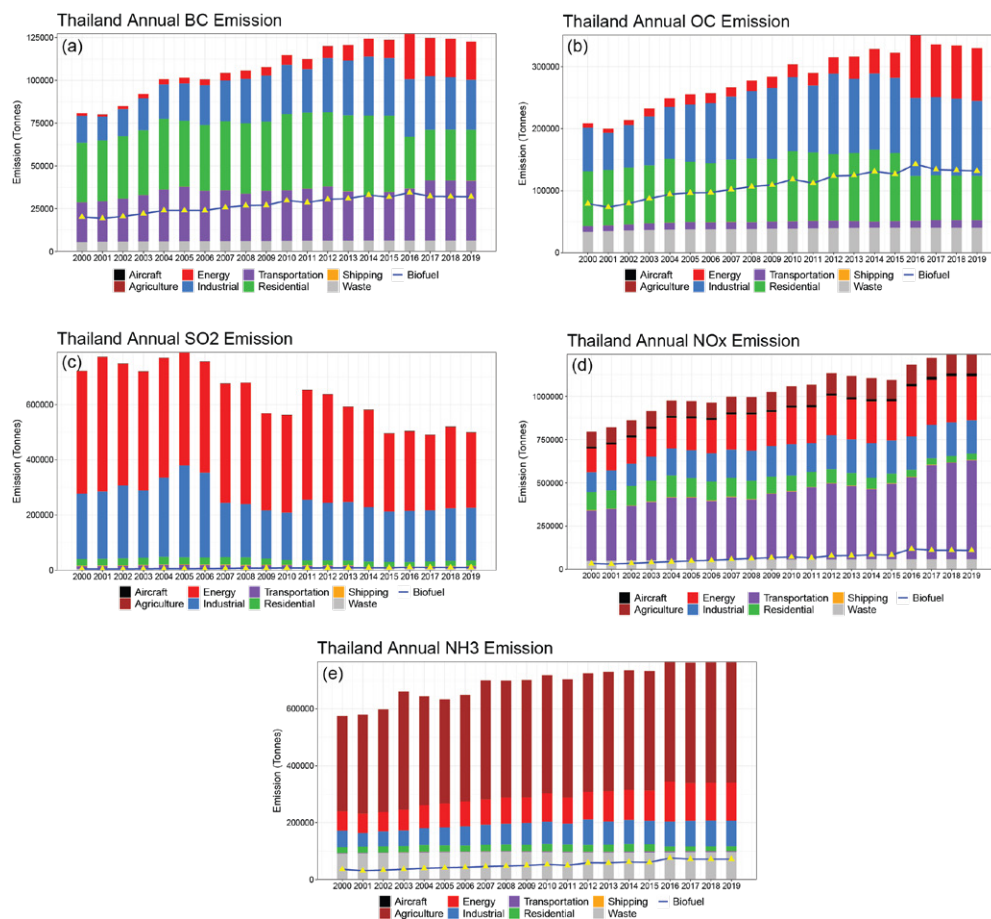 Thailand Annual BC Emission
(a)
125000
100000
75000
50000
25000
0
Emission (Tonnes)
2000 2001 2002 2003 2004 2005 2006 2007 2008 2009 2010 2011 2012 2013 2014 2015 2016 2017 2018 2019
Aircraft Energy Transportation Shipping Biofuel
Agriculture Industrial Residential Waste
Thailand Annual OC Emission
(b)
300000
200000
100000
0
Emission (Tonnes)
2000 2001 2002 2003 2004 2005 2006 2007 2008 2009 2010 2011 2012 2013 2014 2015 2016 2017 2018 2019
Aircraft Energy Transportation Shipping Biofuel
Agriculture Industrial Residential Waste
Thailand Annual SO2 Emission
(c)
600000
400000
200000
0
Emission (Tonnes)
2000 2001 2002 2003 2004 2005 2006 2007 2008 2009 2010 2011 2012 2013 2014 2015 2016 2017 2018 2019
Aircraft Energy Transportation Shipping Biofuel
Agriculture Industrial Residential Waste
Thailand Annual NOx Emission
(d)
1000000
750000
500000
250000
0
Emission (Tonnes)
2000 2001 2002 2003 2004 2005 2006 2007 2008 2009 2010 2011 2012 2013 2014 2015 2016 2017 2018 2019
Aircraft Energy Transportation Shipping Biofuel
Agriculture Industrial Residential Waste
Thailand Annual NH3 Emission
(e)
600000
400000
200000
0
Emission (Tonnes)
2000 2001 2002 2003 2004 2005 2006 2007 2008 2009 2010 2011 2012 2013 2014 2015 2016 2017 2018 2019
Aircraft Energy Transportation Shipping Biofuel
Agriculture Industrial Residential Waste